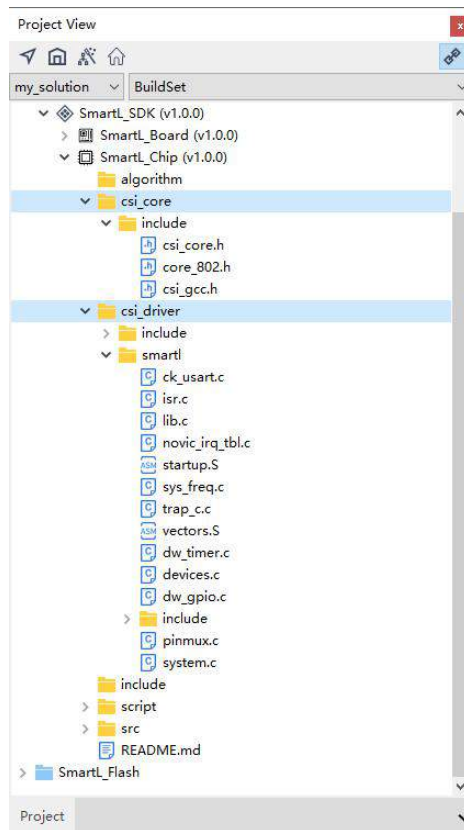 Project View
my_solution BuildSet
SmartL_SDK (v1.0.0)
SmartL_Board (v1.0.0)
SmartL_Chip (v1.0.0)
algorithm
csi_core
include
csi_core.h
core_802.h
csi_gcc.h
csi_driver
include
smartl
ck_usart.c
isr.c
lib.c
novic_irq_tbl.c
startup.S
sys_freq.c
trap_c.c
vectors.S
dw_timer.c
devices.c
dw_gpio.c
include
pinmux.c
system.c
include
script
src
README.md
SmartL_Flash
Project